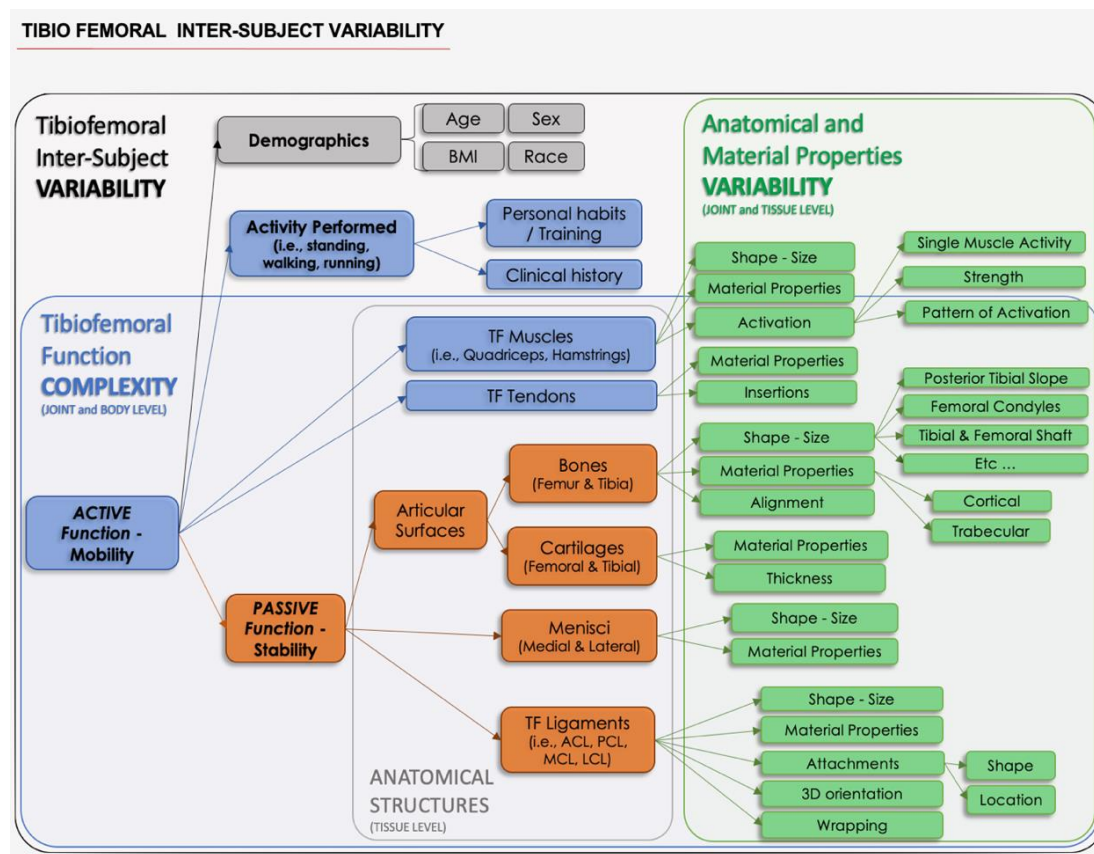 TIBIO FEMORAL  INTER-SUBJECT VARIABILITY
Tibiofemoral
Inter-Subject
VARIABILITY
Demographics
Age
Sex
BMI
Race
Activity Performed
(i.e., standing,
walking, running)
Personal habits
/ Training
Clinical history
Anatomical and
Material Properties
VARIABILITY
(JOINT and TISSUE LEVEL)
Tibiofemoral
Function
COMPLEXITY
(JOINT and BODY LEVEL)
ACTIVE
Function -
Mobility
PASSIVE
Function -
Stability
TF Muscles
(i.e., Quadriceps, Hamstrings)
TF Tendons
Articular
Surfaces
Bones
(Femur & Tibia)
Cartilages
(Femoral & Tibial)
Menisci
(Medial & Lateral)
TF Ligaments
(i.e., ACL, PCL,
MCL, LCL)
ANATOMICAL
STRUCTURES
(TISSUE LEVEL)
Shape - Size
Material Properties
Activation
Single Muscle Activity
Strength
Pattern of Activation
Material Properties
Insertions
Shape - Size
Material Properties
Alignment
Posterior Tibial Slope
Femoral Condyles
Tibial & Femoral Shaft
Etc ...
Cortical
Trabecular
Material Properties
Thickness
Shape - Size
Material Properties
Shape - Size
Material Properties
Attachments
3D orientation
Wrapping
Shape
Location